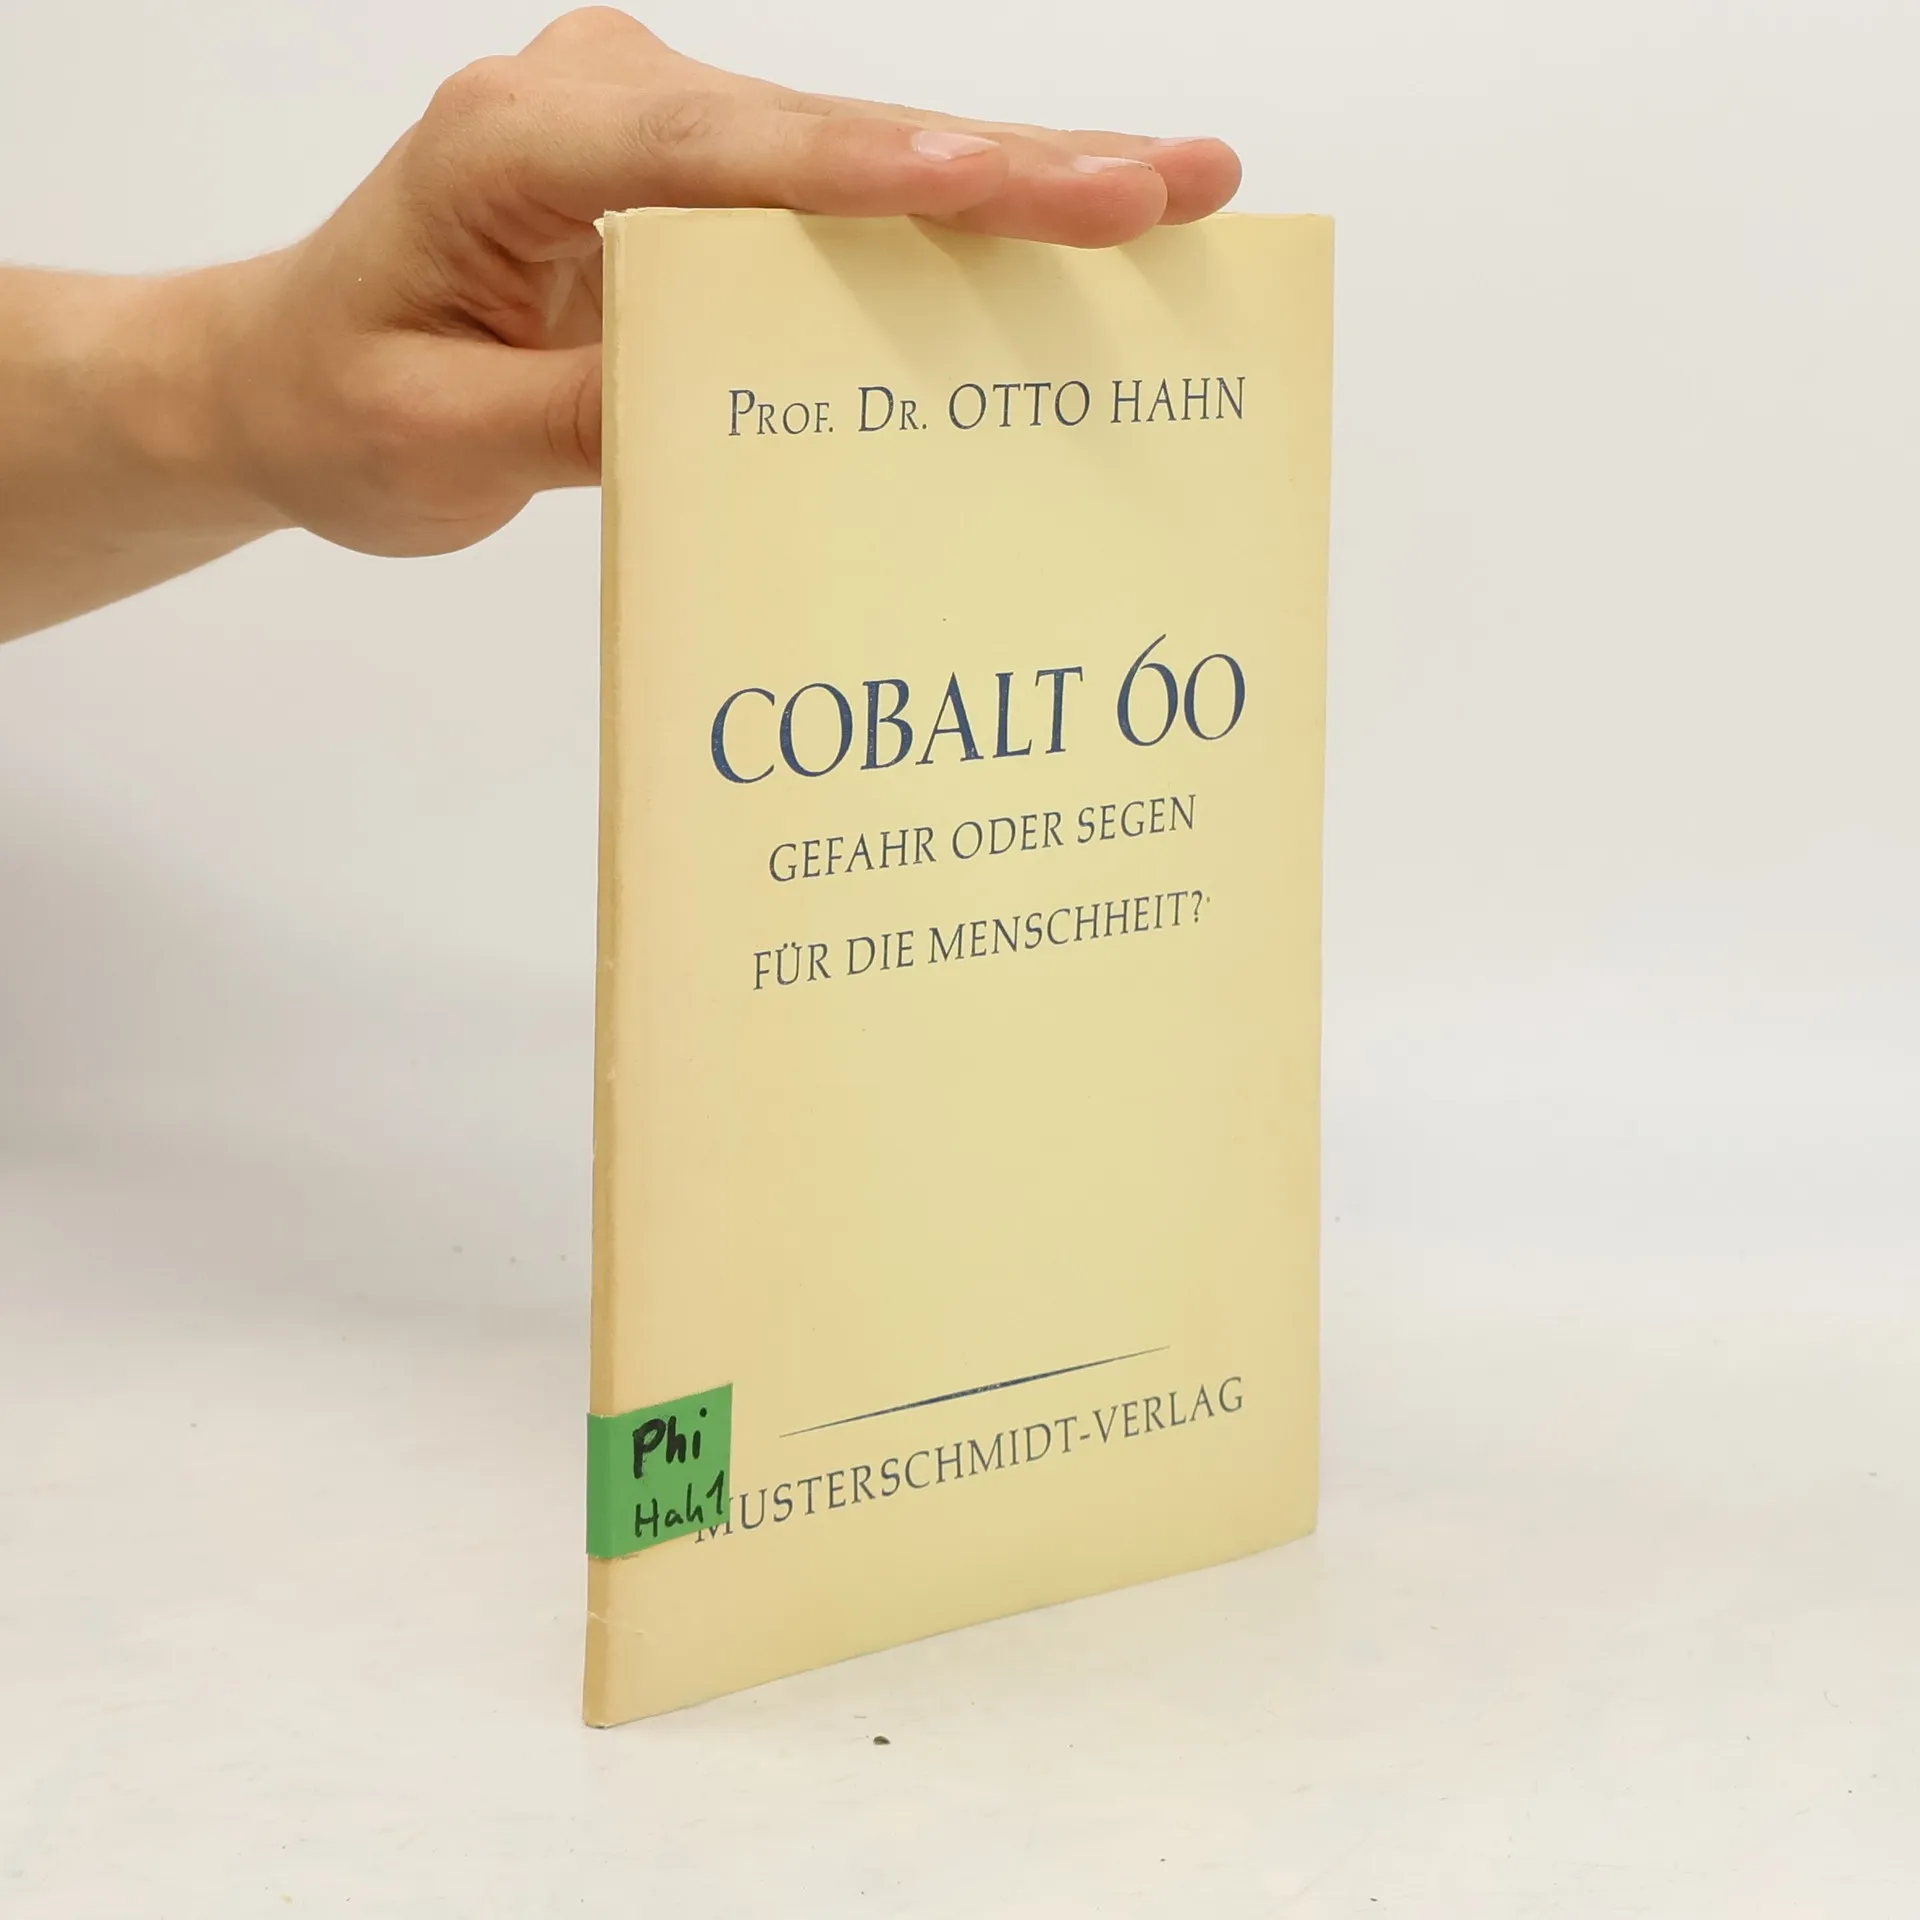 PROF. DR. OTTO HAHN
COBALT 60
GEFAHR ODER SEGEN
FÜR DIE MENSCHHEIT?
MUSTERSCHMIDT-VERLAG
Phi
Hah1